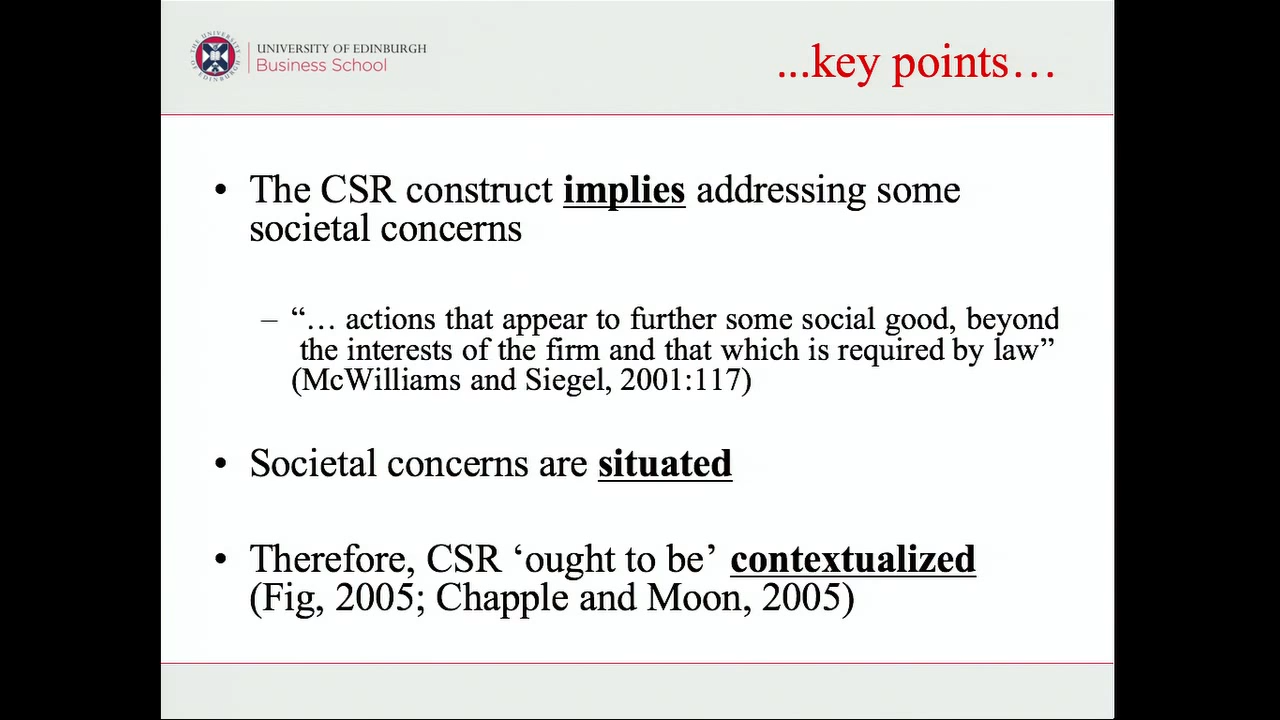 UNIVERSITY OF EDINBURGH
Business School
...key points…
• The CSR construct implies addressing some
societal concerns
– “… actions that appear to further some social good, beyond
the interests of the firm and that which is required by law”
(McWilliams and Siegel, 2001:117)
• Societal concerns are situated
• Therefore, CSR ‘ought to be’ contextualized
(Fig, 2005; Chapple and Moon, 2005)